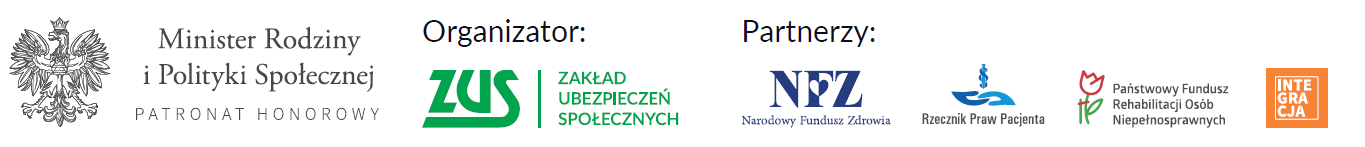 Minister Rodziny
i Polityki Społecznej
PATRONAT HONOROWY
Organizator:
ZUS
ZAKŁAD
UBEZPIECZEŃ
SPOŁECZNYCH
Partnerzy:
NFZ
Narodowy Fundusz Zdrowia
Rzecznik Praw Pacjenta
Państwowy Fundusz
Rehabilitacji Osób
Niepełnosprawnych
INTE
GRA
CJA